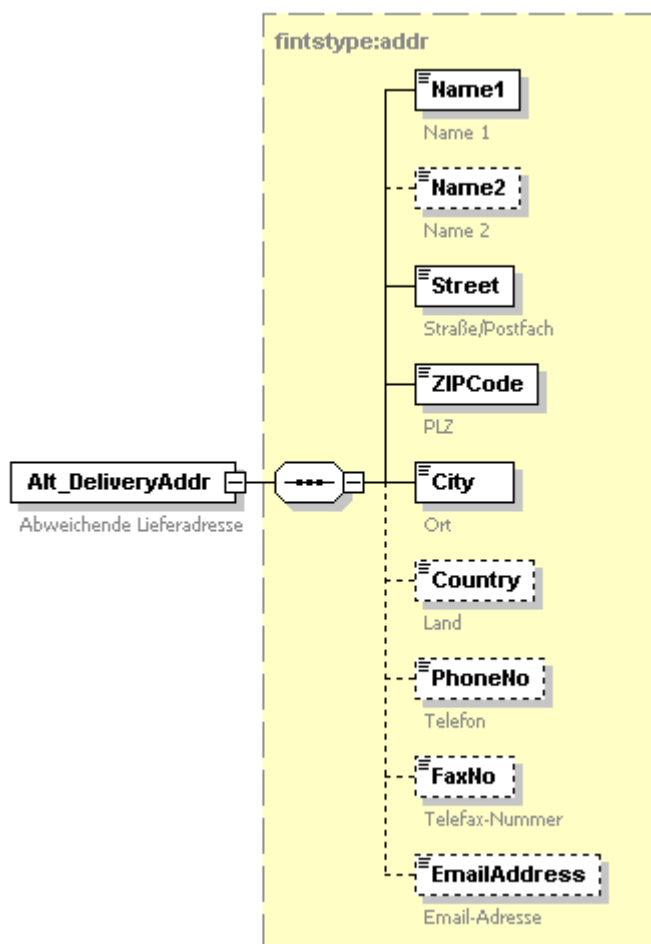 fintstype:addr
Name1
Name 1
Name2
Name 2
Street
Straße/Postfach
ZIPCode
PLZ
Alt_DeliveryAddr
Abweichende Lieferadresse
City
Ort
Country
Land
PhoneNo
Telefon
FaxNo
Telefax-Nummer
EmailAddress
Email-Adresse